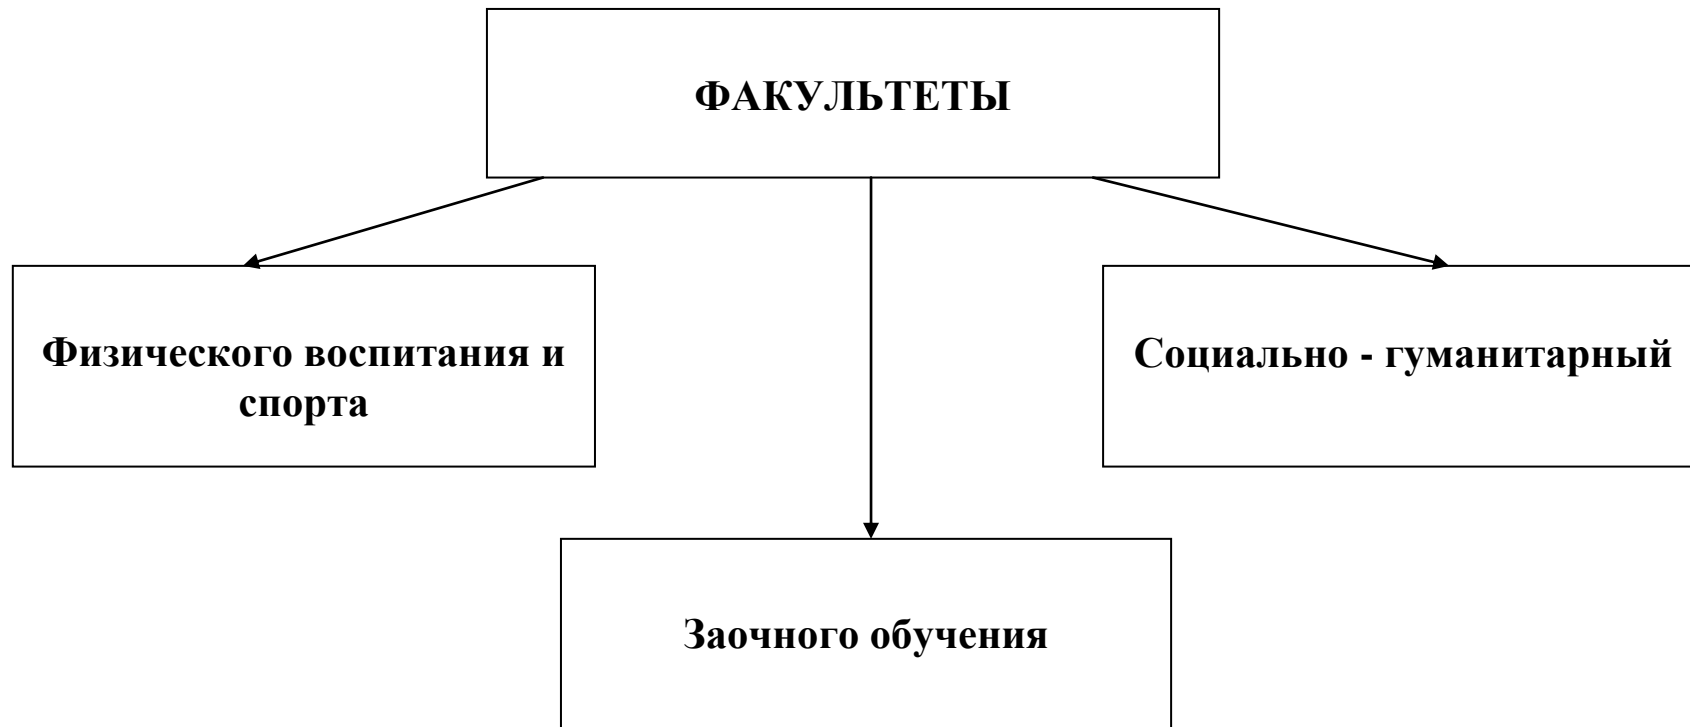 ФАКУЛЬТЕТЫ
Физического воспитания и
спорта
Социально - гуманитарный
Заочного обучения